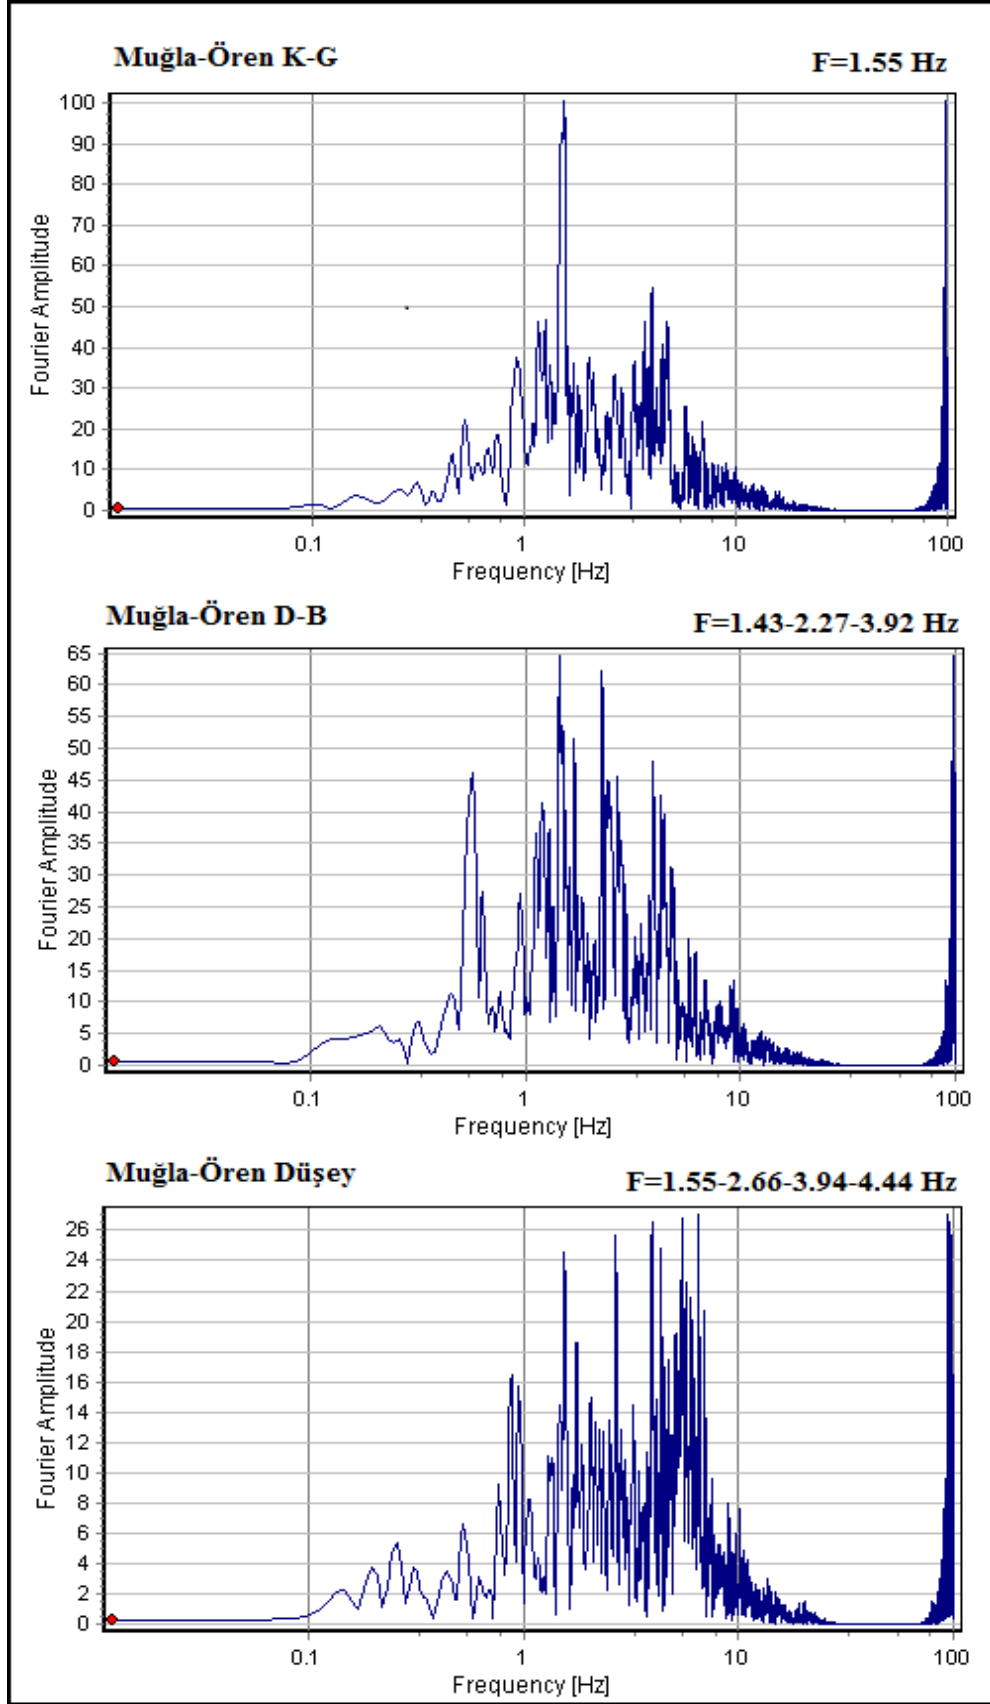 Muğla-Ören K-G
F=1.55 Hz
100
90
80
70
60
50
40
30
20
10
0
Fourier Amplitude
0.1 1 10 100
Frequency [Hz]
Muğla-Ören D-B
F=1.43-2.27-3.92 Hz
65
60
55
50
45
40
35
30
25
20
15
10
5
0
Fourier Amplitude
0.1 1 10 100
Frequency [Hz]
Muğla-Ören Düşey
F=1.55-2.66-3.94-4.44 Hz
26
24
22
20
18
16
14
12
10
8
6
4
2
0
Fourier Amplitude
0.1 1 10 100
Frequency [Hz]